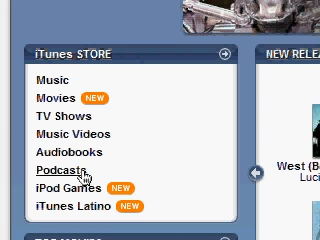 iTunes STORE
Music
Movies NEW
TV Shows
Music Videos
Audiobooks
Podcasts
iPod Games NEW
iTunes Latino NEW
NEW RELEA
West (B
Luci